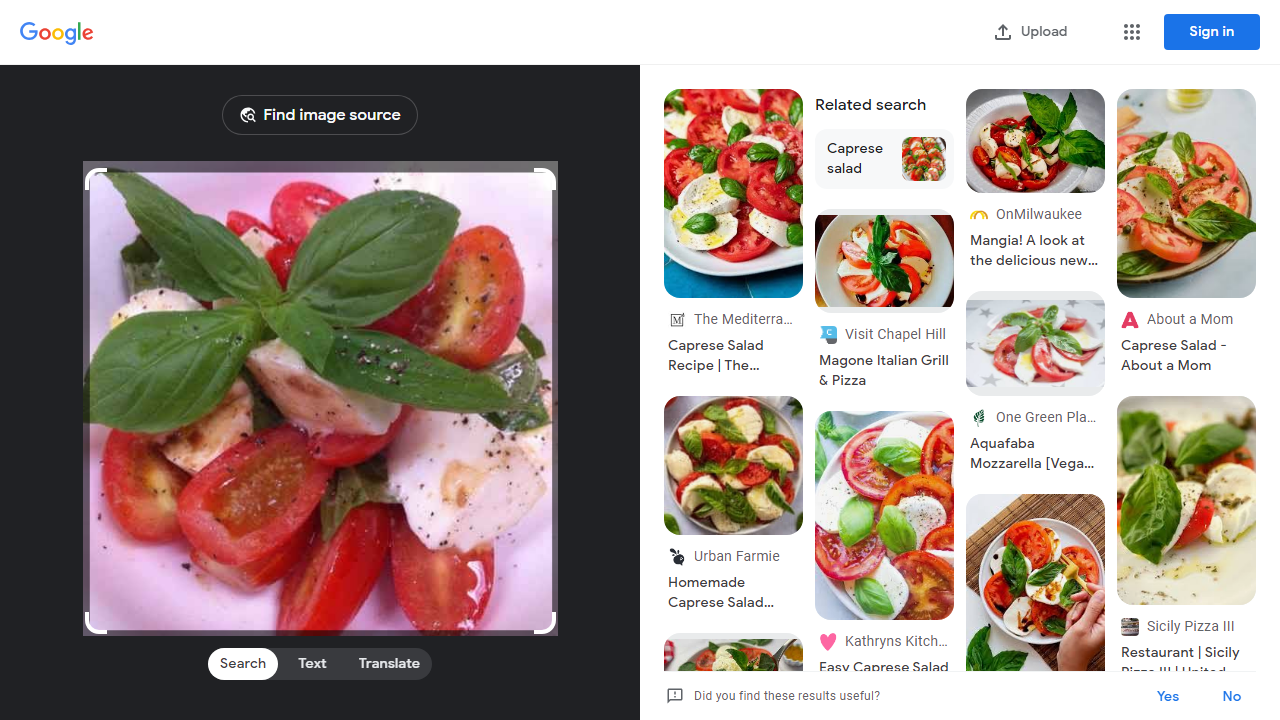 Google
Upload
Sign in
Find image source
Search
Text
Translate
The Mediterra...
Caprese Salad
Recipe | The...
Urban Farmie
Homemade
Caprese Salad...
Related search
Caprese
salad
Visit Chapel Hill
Magone Italian Grill
& Pizza
Kathryns Kitch...
Easy Caprese Salad
OnMilwaukee
Mangia! A look at
the delicious new...
One Green Pla...
Aquafaba
Mozzarella [Vega...
About a Mom
Caprese Salad -
About a Mom
Sicily Pizza III
Restaurant | Sicily
Pizza III | United
Did you find these results useful?
Yes
No